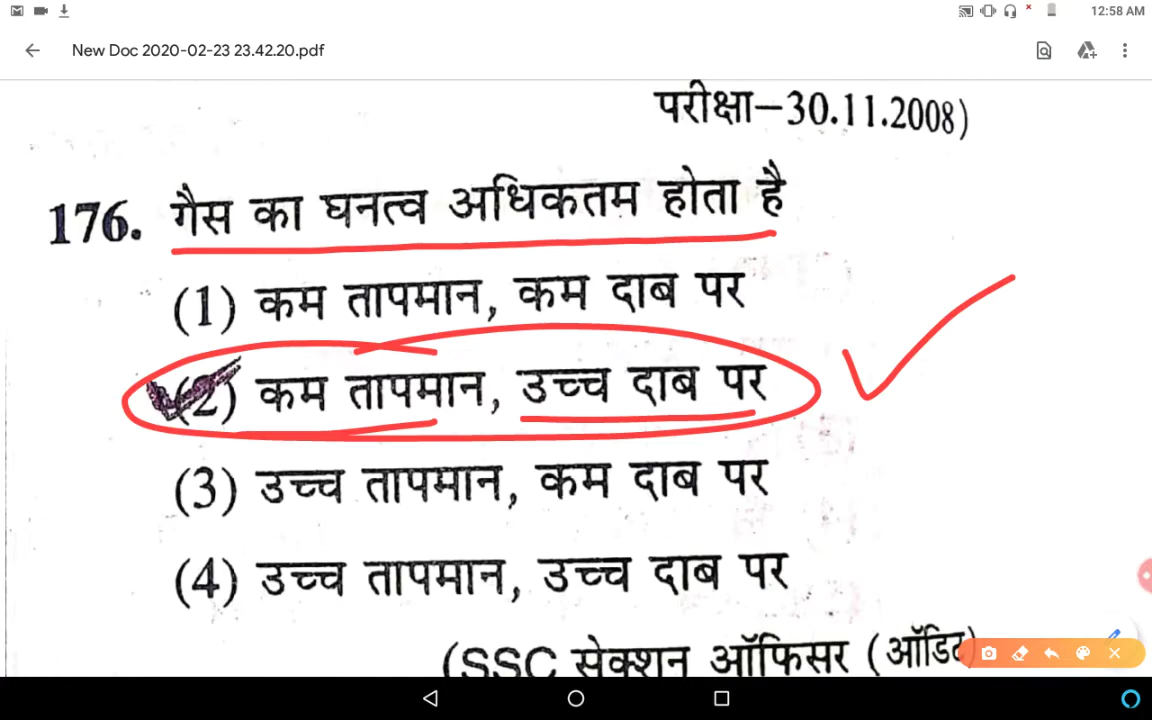 12:58 AM
New Doc 2020-02-23 23.42.20.pdf
परीक्षा–30.11.2008)
176. गैस का घनत्व अधिकतम होता है
(1) कम तापमान, कम दाब पर
(2) कम तापमान, उच्च दाब पर
(3) उच्च तापमान, कम दाब पर
(4) उच्च तापमान, उच्च दाब पर
(SSC सेक्शन ऑफिसर (ऑडिट)